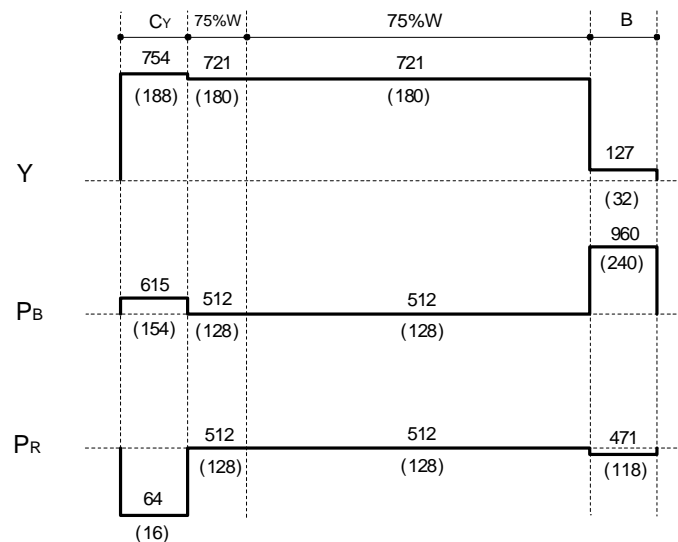 CY 75%W 75%W B
754 721 721
(188) (180) (180)
127
Y
(32)
960
(240)
615 512 512
PB
(154) (128) (128)
512 512 471
PR
(128) (128) (118)
64
(16)